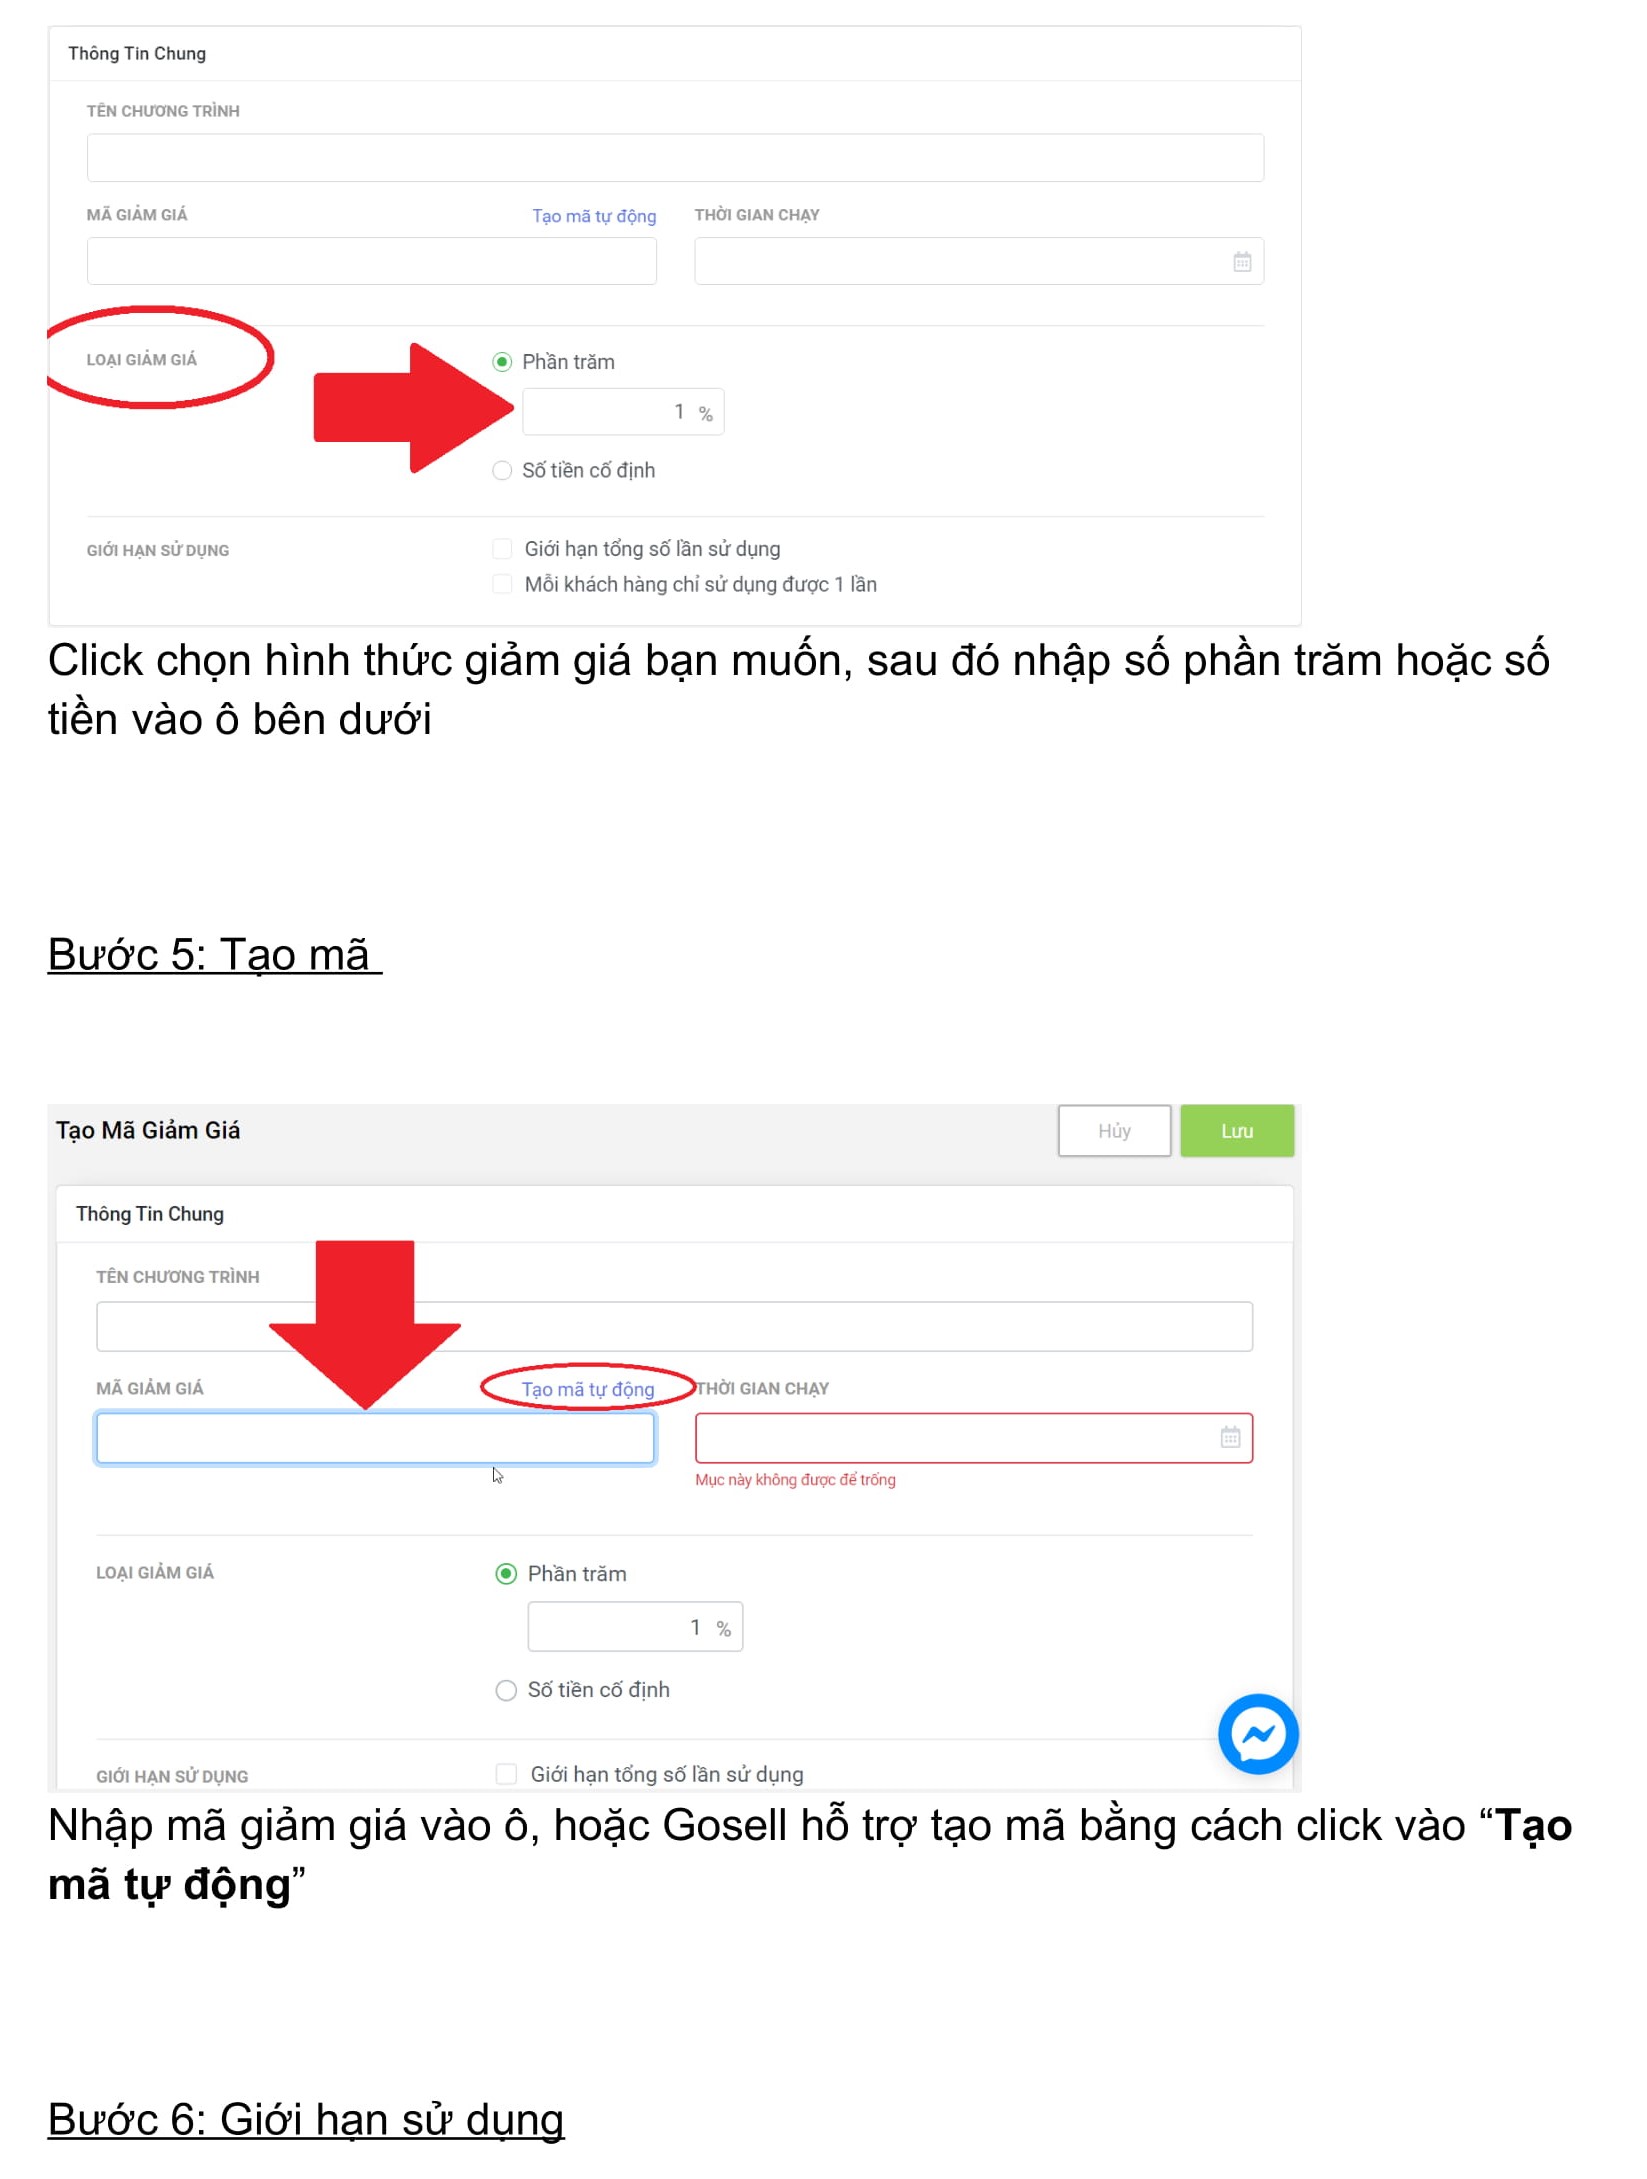 Thông Tin Chung
TÊN CHƯƠNG TRÌNH
MÃ GIẢM GIÁ Tạo mã tự động THỜI GIAN CHẠY
LOẠI GIẢM GIÁ Phần trăm
1 %
Số tiền cố định
GIỚI HẠN SỬ DỤNG Giới hạn tổng số lần sử dụng
Mỗi khách hàng chỉ sử dụng được 1 lần
Click chọn hình thức giảm giá bạn muốn, sau đó nhập số phần trăm hoặc số
tiền vào ô bên dưới
Bước 5: Tạo mã
Tạo Mã Giảm Giá Hủy Lưu
Thông Tin Chung
TÊN CHƯƠNG TRÌNH
MÃ GIẢM GIÁ Tạo mã tự động THỜI GIAN CHẠY
Mục này không được để trống
LOẠI GIẢM GIÁ Phần trăm
1 %
Số tiền cố định
GIỚI HẠN SỬ DỤNG Giới hạn tổng số lần sử dụng
Nhập mã giảm giá vào ô, hoặc Gosell hỗ trợ tạo mã bằng cách click vào “Tạo
mã tự động”
Bước 6: Giới hạn sử dụng